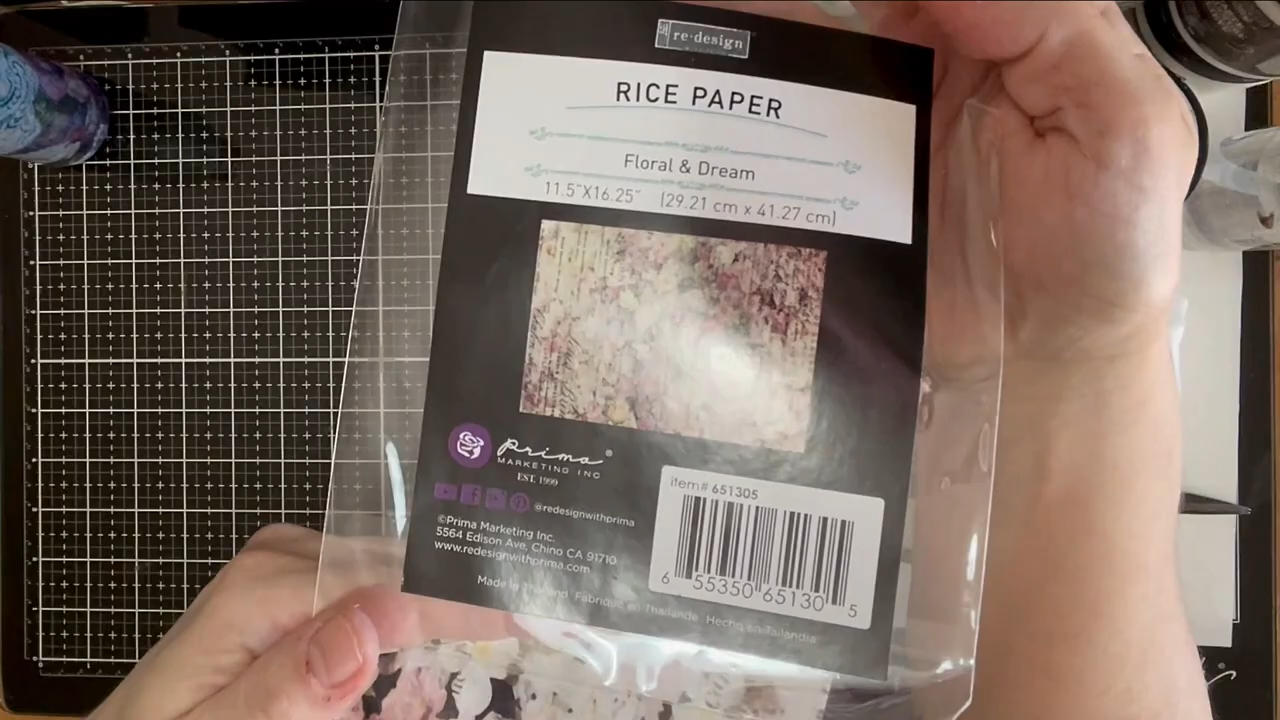 re·design
RICE PAPER
Floral & Dream
11.5"X16.25" (29.21 cm x 41.27 cm)
Prima®
MARKETING INC
EST. 1999
@redesignwithprima
©Prima Marketing Inc.
5564 Edison Ave, Chino CA 91710
www.redesignwithprima.com
item# 651305
6 55350 65130 5
Made in Thailand Fabriqué en Thaïlande Hecho en Tailandia